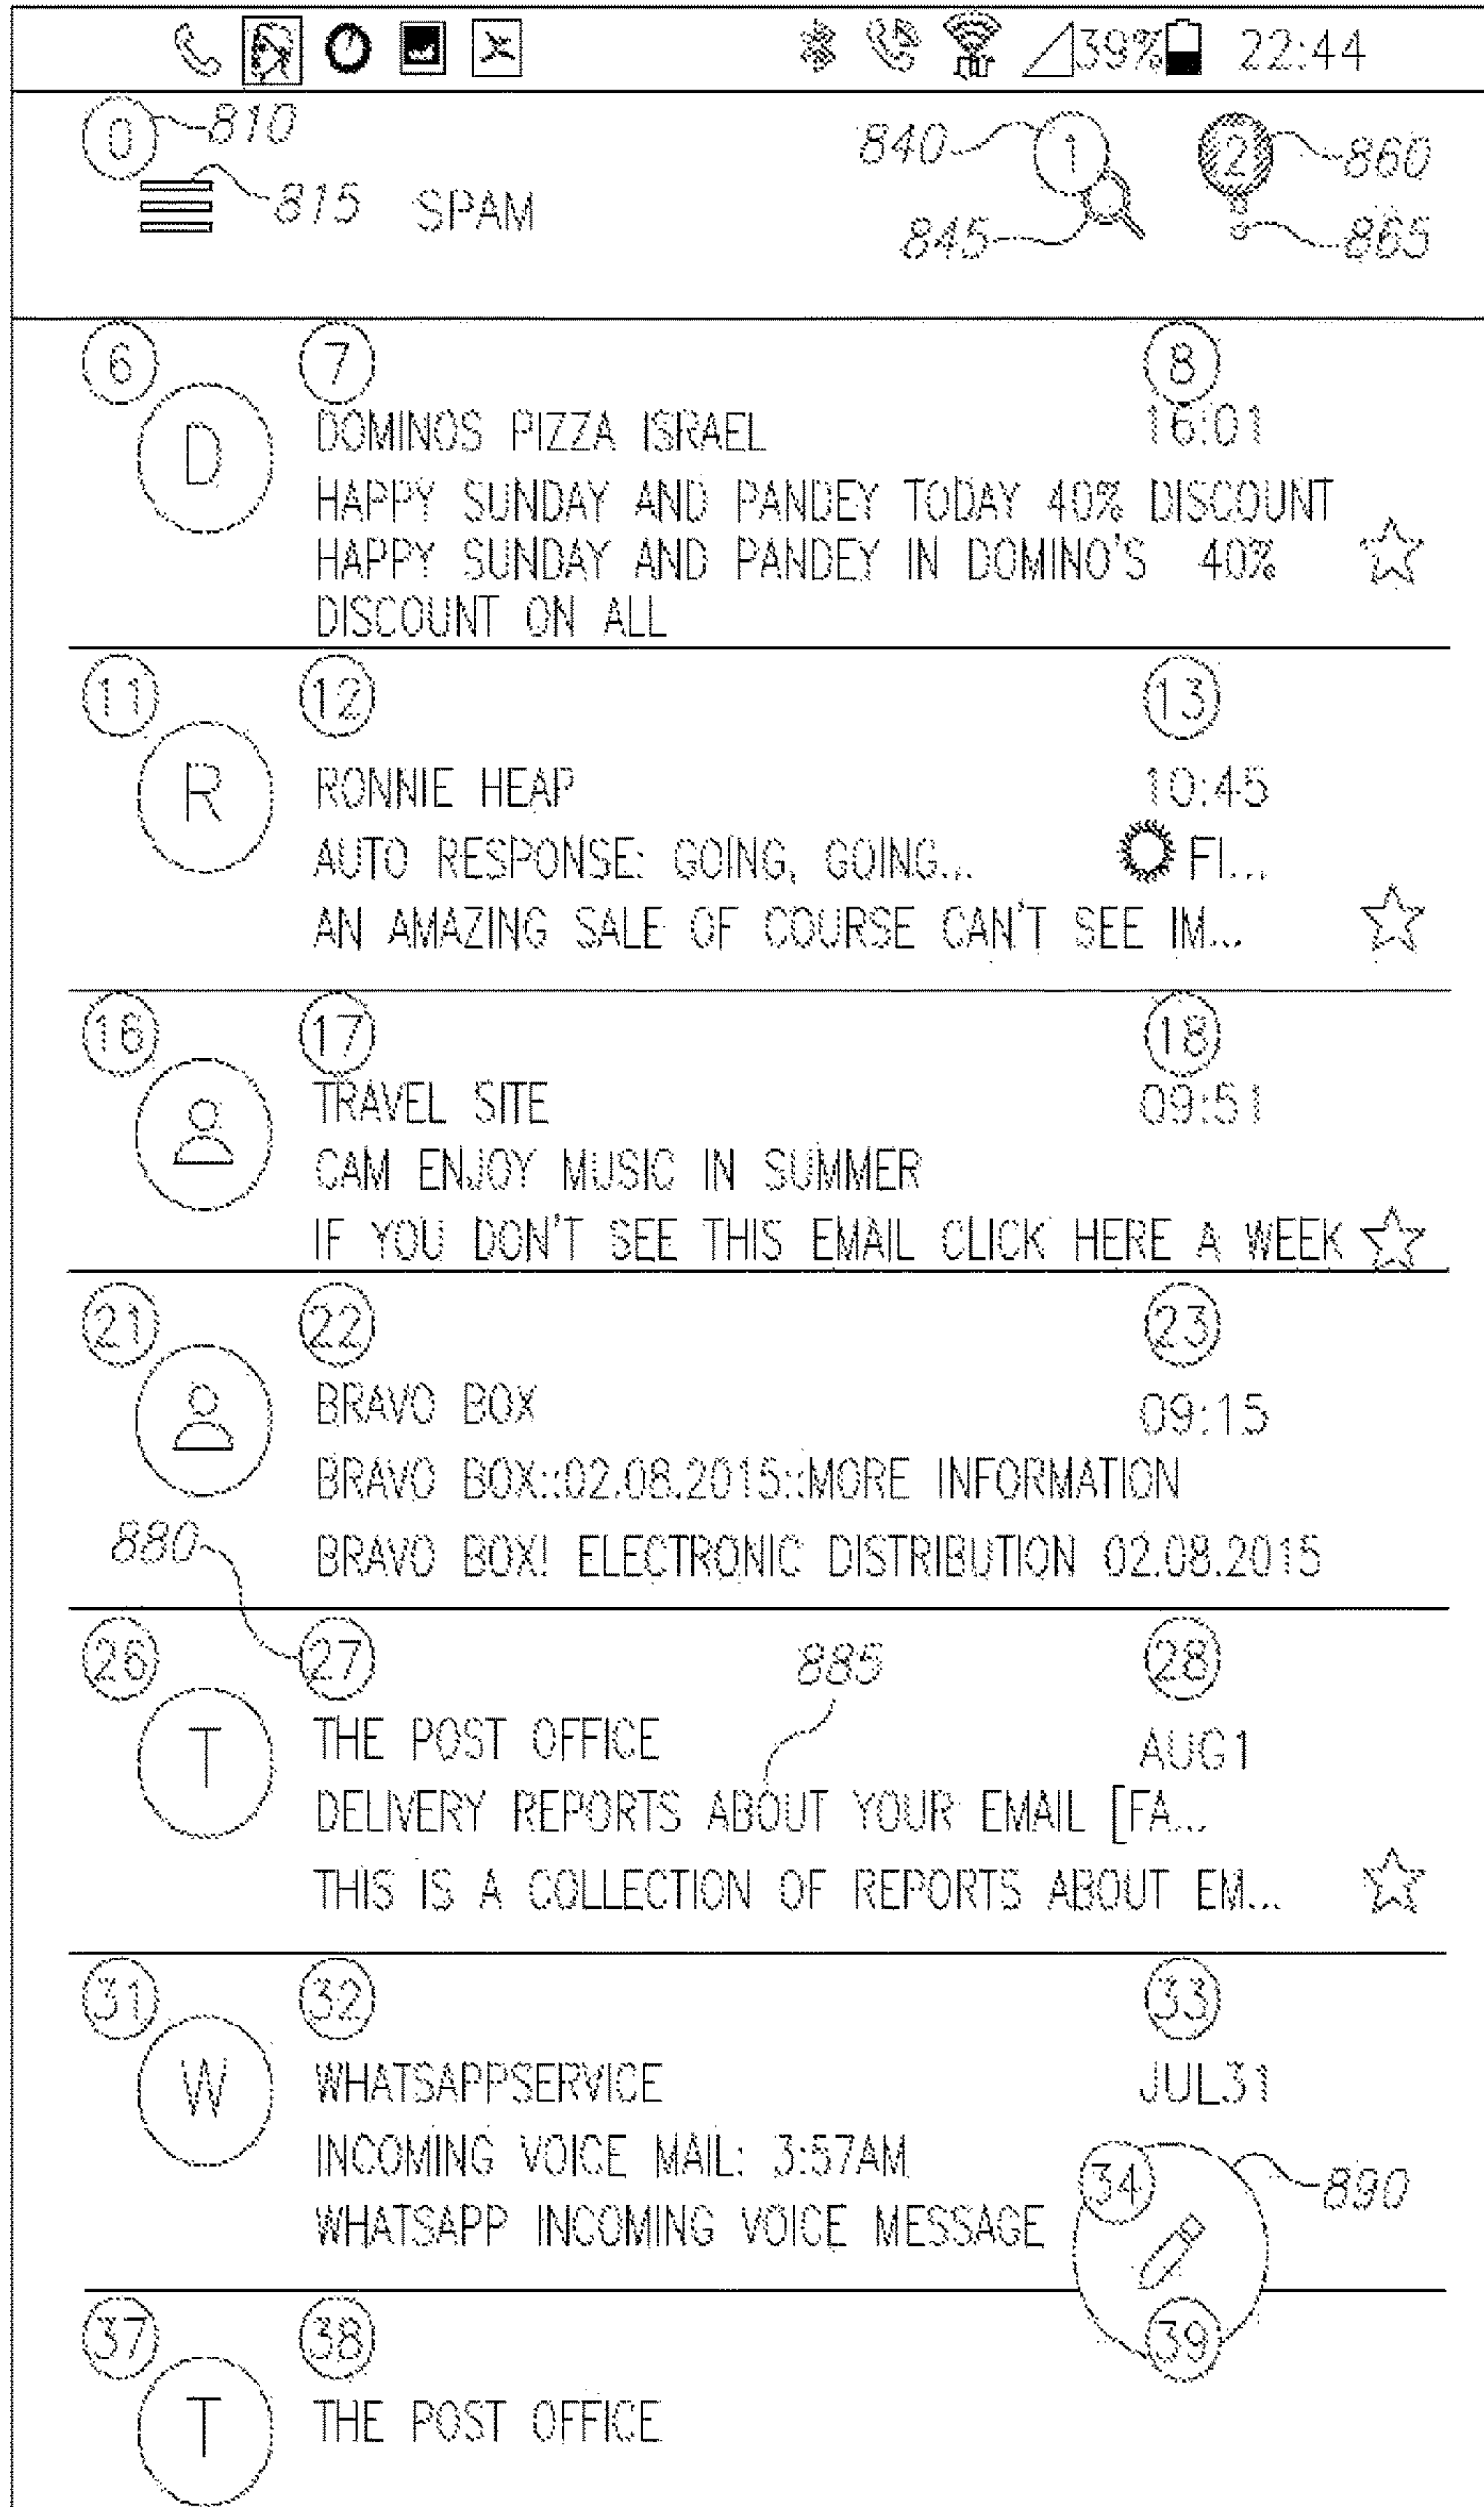 39% 22:44
0 810 840 1 2 860
815 SPAM 845 865
6 7 8
D DOMINOS PIZZA ISRAEL 16:01
HAPPY SUNDAY AND PANDEY TODAY 40% DISCOUNT
HAPPY SUNDAY AND PANDEY IN DOMINO'S 40%
DISCOUNT ON ALL
11 12 13
R RONNIE HEAP 10:45
AUTO RESPONSE: GOING, GOING... FI...
AN AMAZING SALE OF COURSE CAN'T SEE IM...
16 17 18
TRAVEL SITE 09:51
CAM ENJOY MUSIC IN SUMMER
IF YOU DON'T SEE THIS EMAIL CLICK HERE A WEEK
21 22 23
BRAVO BOX 09:15
BRAVO BOX::02.08.2015::MORE INFORMATION
880 BRAVO BOX! ELECTRONIC DISTRIBUTION 02.08.2015
26 27 885 28
T THE POST OFFICE AUG1
DELIVERY REPORTS ABOUT YOUR EMAIL [FA...
THIS IS A COLLECTION OF REPORTS ABOUT EM...
31 32 33
W WHATSAPPSERVICE JUL31
INCOMING VOICE MAIL: 3:57AM 34 890
WHATSAPP INCOMING VOICE MESSAGE
37 38 39
T THE POST OFFICE